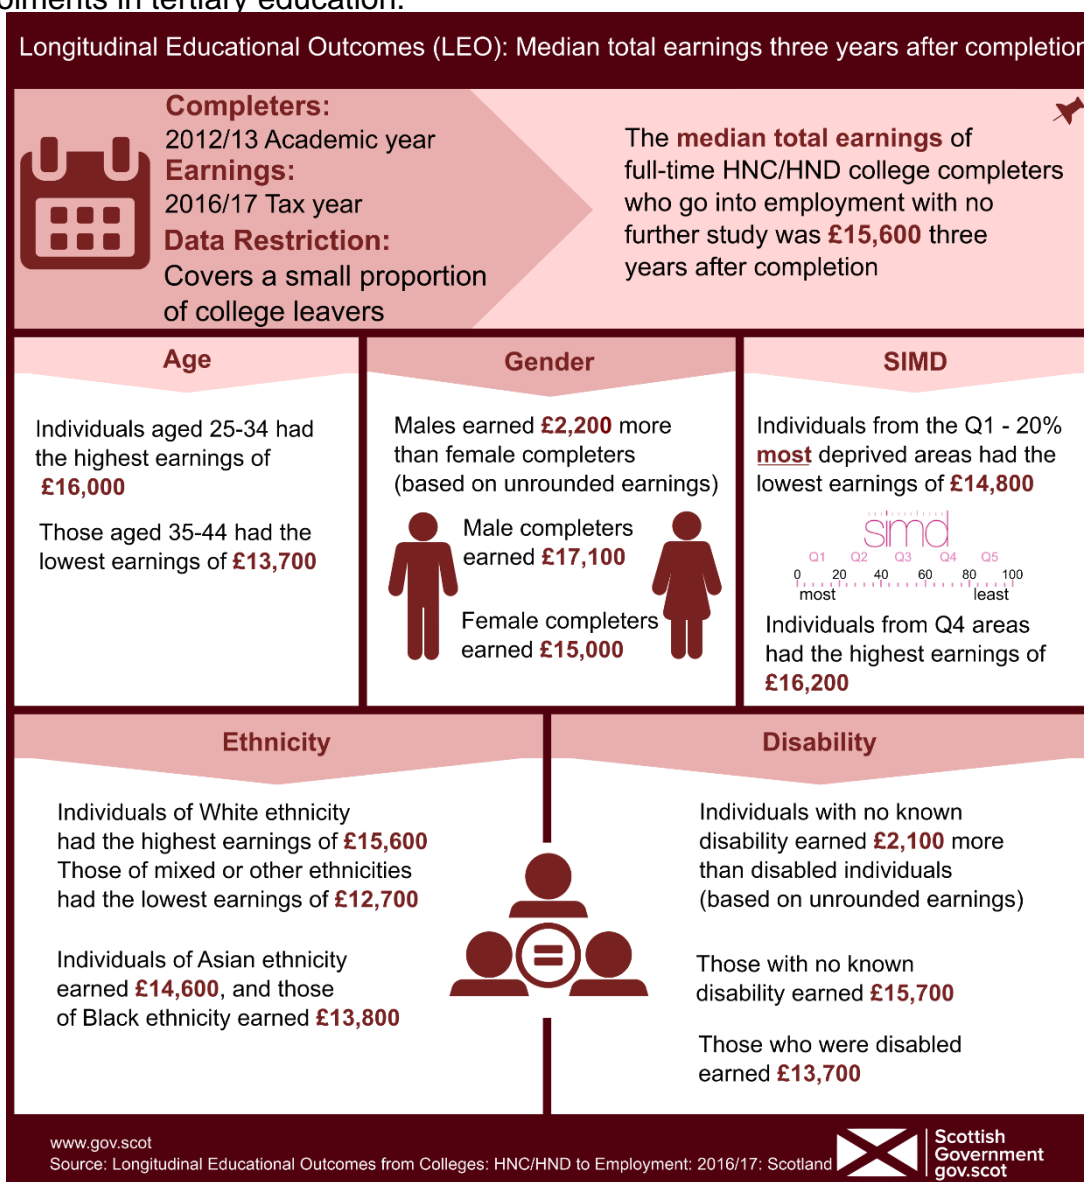 olments in tertiary education.
Longitudinal Educational Outcomes (LEO): Median total earnings three years after completion
Completers:
2012/13 Academic year
Earnings:
2016/17 Tax year
Data Restriction:
Covers a small proportion
of college leavers
The median total earnings of
full-time HNC/HND college completers
who go into employment with no
further study was £15,600 three
years after completion
Age
Individuals aged 25-34 had
the highest earnings of
£16,000
Those aged 35-44 had the
lowest earnings of £13,700
Gender
Males earned £2,200 more
than female completers
(based on unrounded earnings)
Male completers
earned £17,100
Female completers
earned £15,000
SIMD
Individuals from the Q1 - 20%
most deprived areas had the
lowest earnings of £14,800
simd
Q1 Q2 Q3 Q4 Q5
0 20 40 60 80 100
most least
Individuals from Q4 areas
had the highest earnings of
£16,200
Ethnicity
Individuals of White ethnicity
had the highest earnings of £15,600
Those of mixed or other ethnicities
had the lowest earnings of £12,700
Individuals of Asian ethnicity
earned £14,600, and those
of Black ethnicity earned £13,800
Disability
Individuals with no known
disability earned £2,100 more
than disabled individuals
(based on unrounded earnings)
Those with no known
disability earned £15,700
Those who were disabled
earned £13,700
www.gov.scot
Source: Longitudinal Educational Outcomes from Colleges: HNC/HND to Employment: 2016/17: Scotland
Scottish
Government
gov.scot